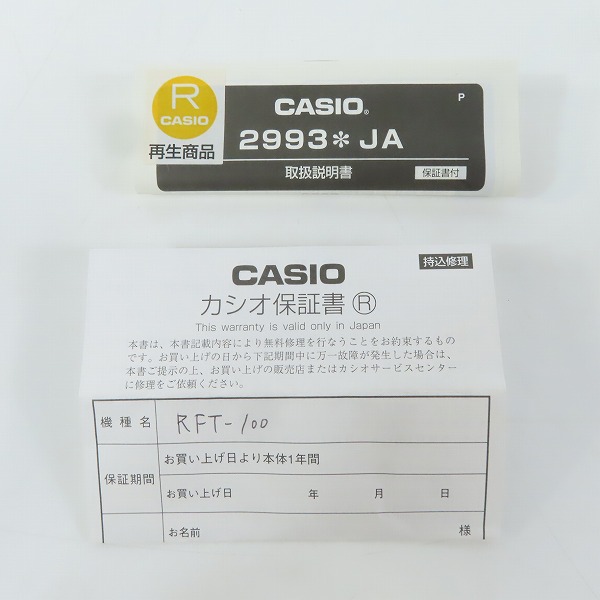 R
CASIO
再生商品
CASIO®
P
2993＊JA
取扱説明書
保証書付
CASIO
持込修理
カシオ保証書Ⓡ
This warranty is valid only in Japan
本書は、本書記載内容により無料修理を行なうことをお約束するもの
です。お買い上げの日から下記期間中に万一故障が発生した場合は、
本書ご提示の上、お買い上げの販売店またはカシオサービスセンター
に修理をご依頼ください。
機種名 RFT-100
保証期間 お買い上げ日より本体1年間
お買い上げ日 年 月 日
お名前 様